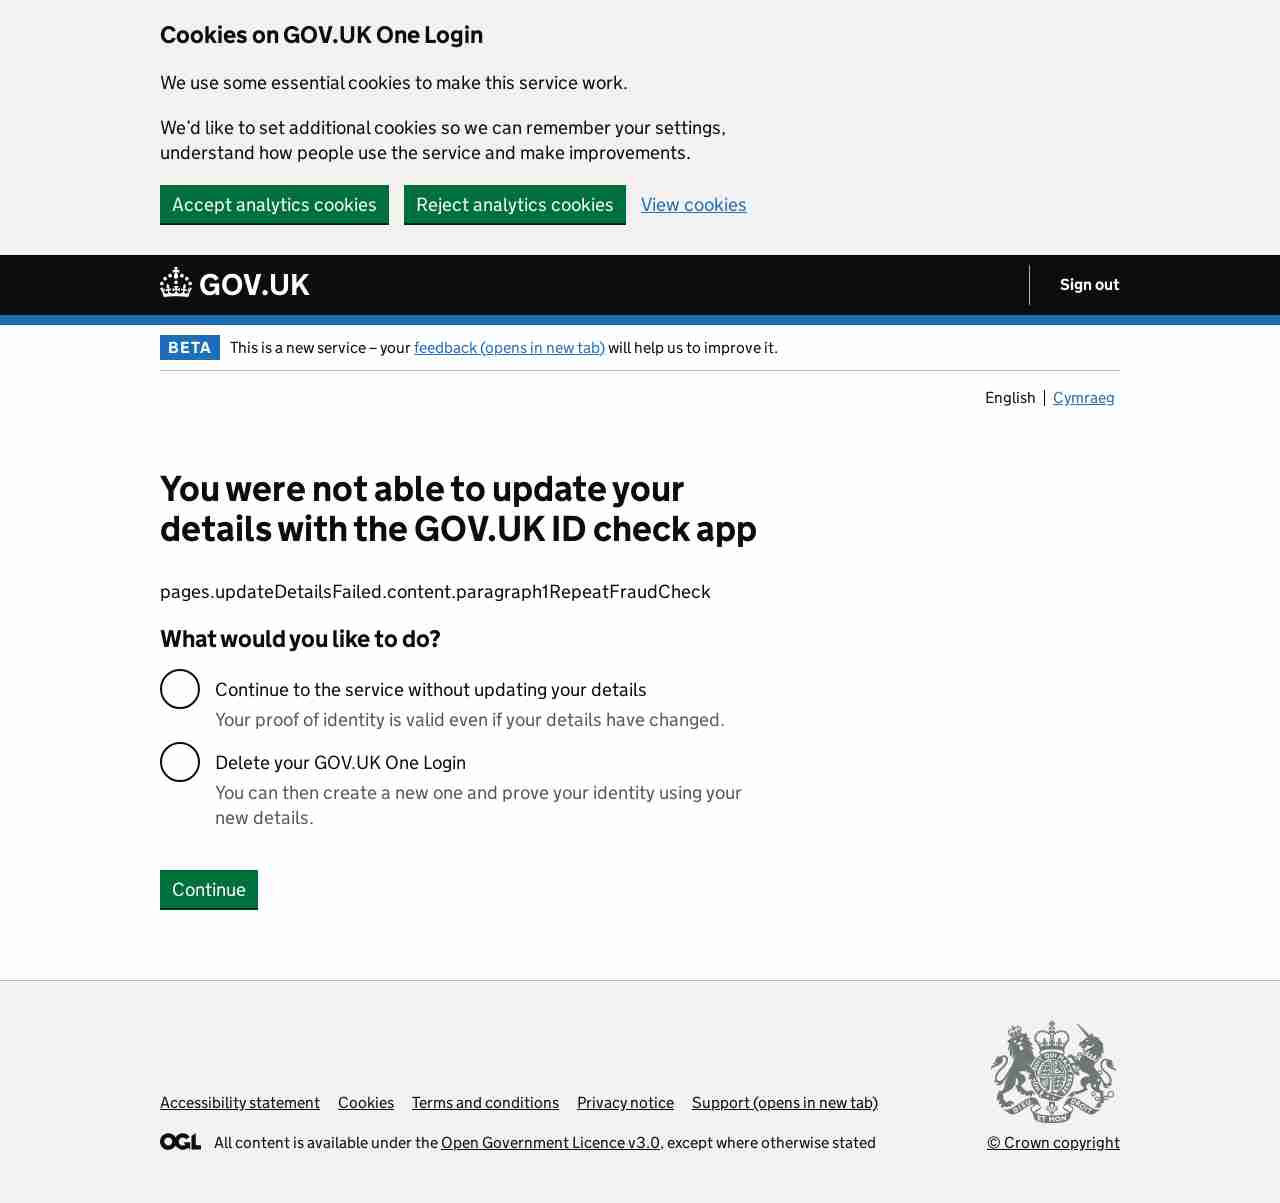 Cookies on GOV.UK One Login
We use some essential cookies to make this service work.
We'd like to set additional cookies so we can remember your settings,
understand how people use the service and make improvements.
Accept analytics cookies Reject analytics cookies View cookies
GOV.UK Sign out
BETA This is a new service – your feedback (opens in new tab) will help us to improve it.
English Cymraeg
You were not able to update your
details with the GOV.UK ID check app
pages.updateDetailsFailed.content.paragraph1RepeatFraudCheck
What would you like to do?
Continue to the service without updating your details
Your proof of identity is valid even if your details have changed.
Delete your GOV.UK One Login
You can then create a new one and prove your identity using your
new details.
Continue
Accessibility statement Cookies Terms and conditions Privacy notice Support (opens in new tab)
OGL All content is available under the Open Government Licence v3.0, except where otherwise stated © Crown copyright